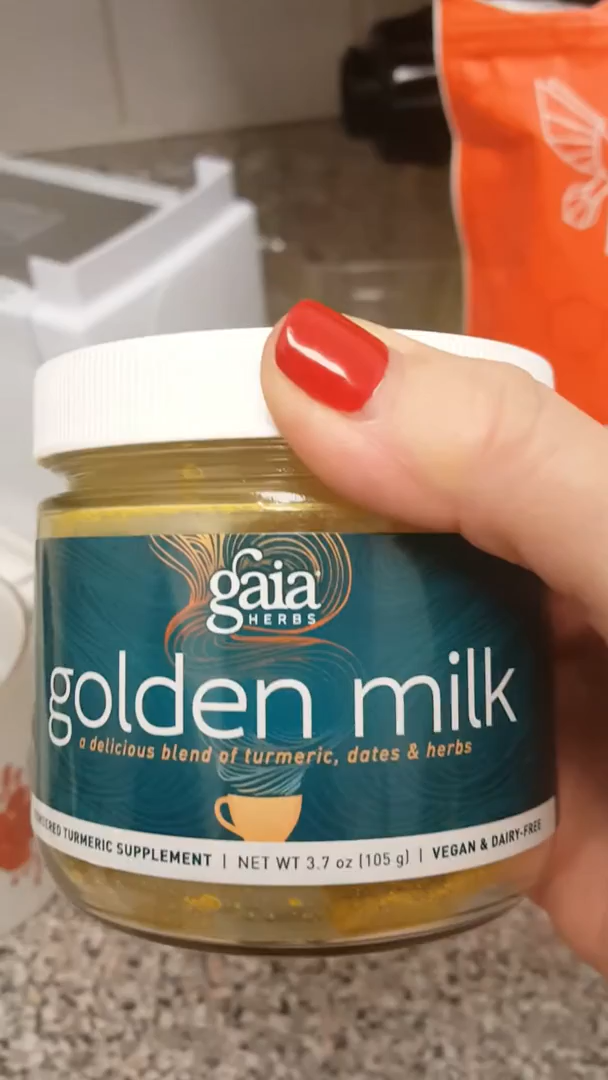 gaia
HERBS
golden milk
a delicious blend of turmeric, dates & herbs
TURMERIC SUPPLEMENT | NET WT 3.7 oz (105 g) | VEGAN & DAIRY-FREE